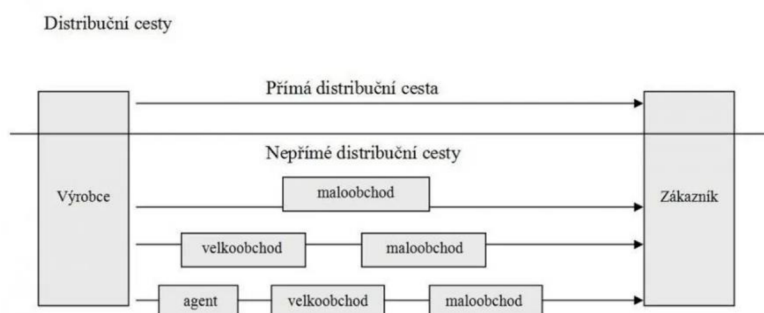 Distribuční cesty
Přímá distribuční cesta
Nepřímé distribuční cesty
Výrobce
maloobchod
Zákazník
velkoobchod
maloobchod
agent
velkoobchod
maloobchod